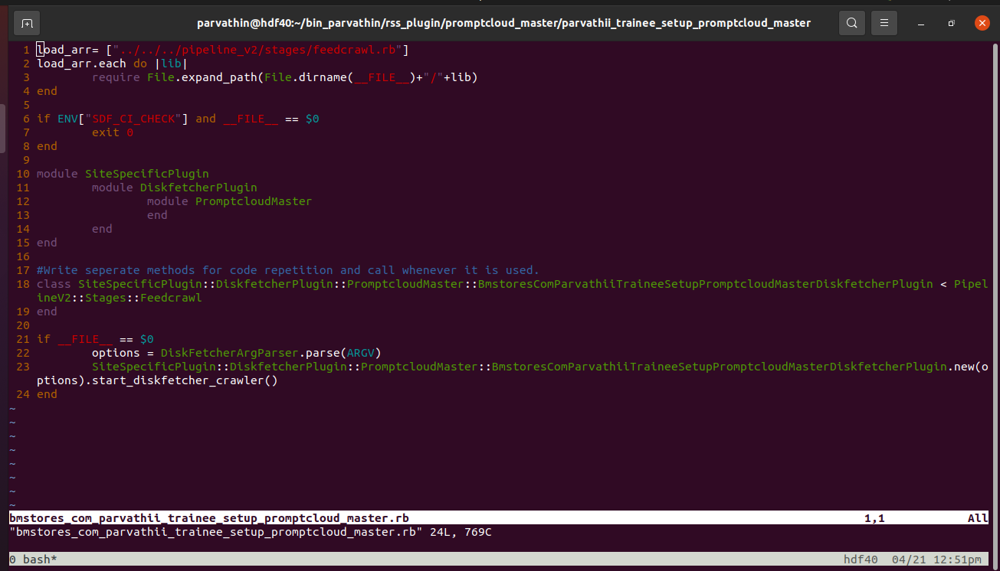 parvathin@hdf40:~/bin_parvathin/rss_plugin/promptcloud_master/parvathii_trainee_setup_promptcloud_master
1 load_arr= ["../../../pipeline_v2/stages/feedcrawl.rb"]
2 load_arr.each do |lib|
3         require File.expand_path(File.dirname(__FILE__)+"/"+lib)
4 end
5
6 if ENV["SDF_CI_CHECK"] and __FILE__ == $0
7         exit 0
8 end
9
10 module SiteSpecificPlugin
11         module DiskfetcherPlugin
12                 module PromptcloudMaster
13                 end
14         end
15 end
16
17 #Write seperate methods for code repetition and call whenever it is used.
18 class SiteSpecificPlugin::DiskfetcherPlugin::PromptcloudMaster::BmstoresComParvathiiTraineeSetupPromptcloudMasterDiskfetcherPlugin < Pipel
ineV2::Stages::Feedcrawl
19 end
20
21 if __FILE__ == $0
22         options = DiskFetcherArgParser.parse(ARGV)
23         SiteSpecificPlugin::DiskfetcherPlugin::PromptcloudMaster::BmstoresComParvathiiTraineeSetupPromptcloudMasterDiskfetcherPlugin.new(o
ptions).start_diskfetcher_crawler()
24 end
~
~
~
~
~
~
~
~
bmstores_com_parvathii_trainee_setup_promptcloud_master.rb 1,1 All
"bmstores_com_parvathii_trainee_setup_promptcloud_master.rb" 24L, 769C
0 bash* hdf40 04/21 12:51pm